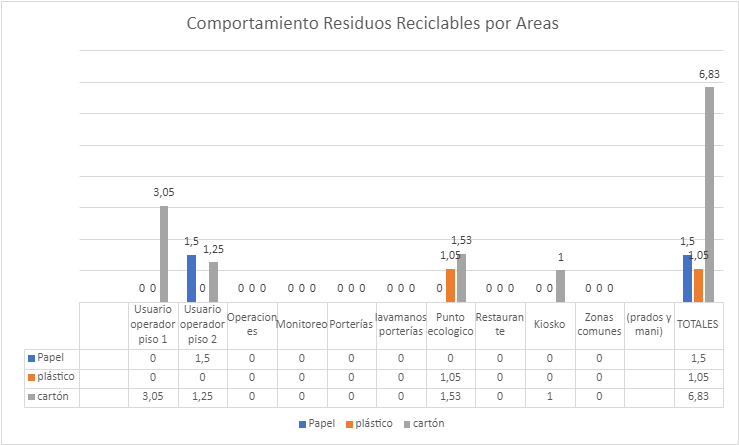 Comportamiento Residuos Reciclables por Areas
6,83
3,05
1,5
1,25
1,05
1,53
1
1,5
1,05
0 0
0
0 0 0
0 0 0
0 0 0
0 0 0
0
0 0 0
0 0
0 0 0
Usuario operador piso 1
Usuario operador piso 2
Operaciones
Monitoreo
Porterías
lavamanos porterías
Punto ecologico
Restaurante
Kiosko
Zonas comunes
(prados y mani)
TOTALES
Papel 0 1,5 0 0 0 0 0 0 0 0 1,5
plástico 0 0 0 0 0 0 1,05 0 0 0 1,05
cartón 3,05 1,25 0 0 0 0 1,53 0 1 0 6,83
Papel plástico cartón